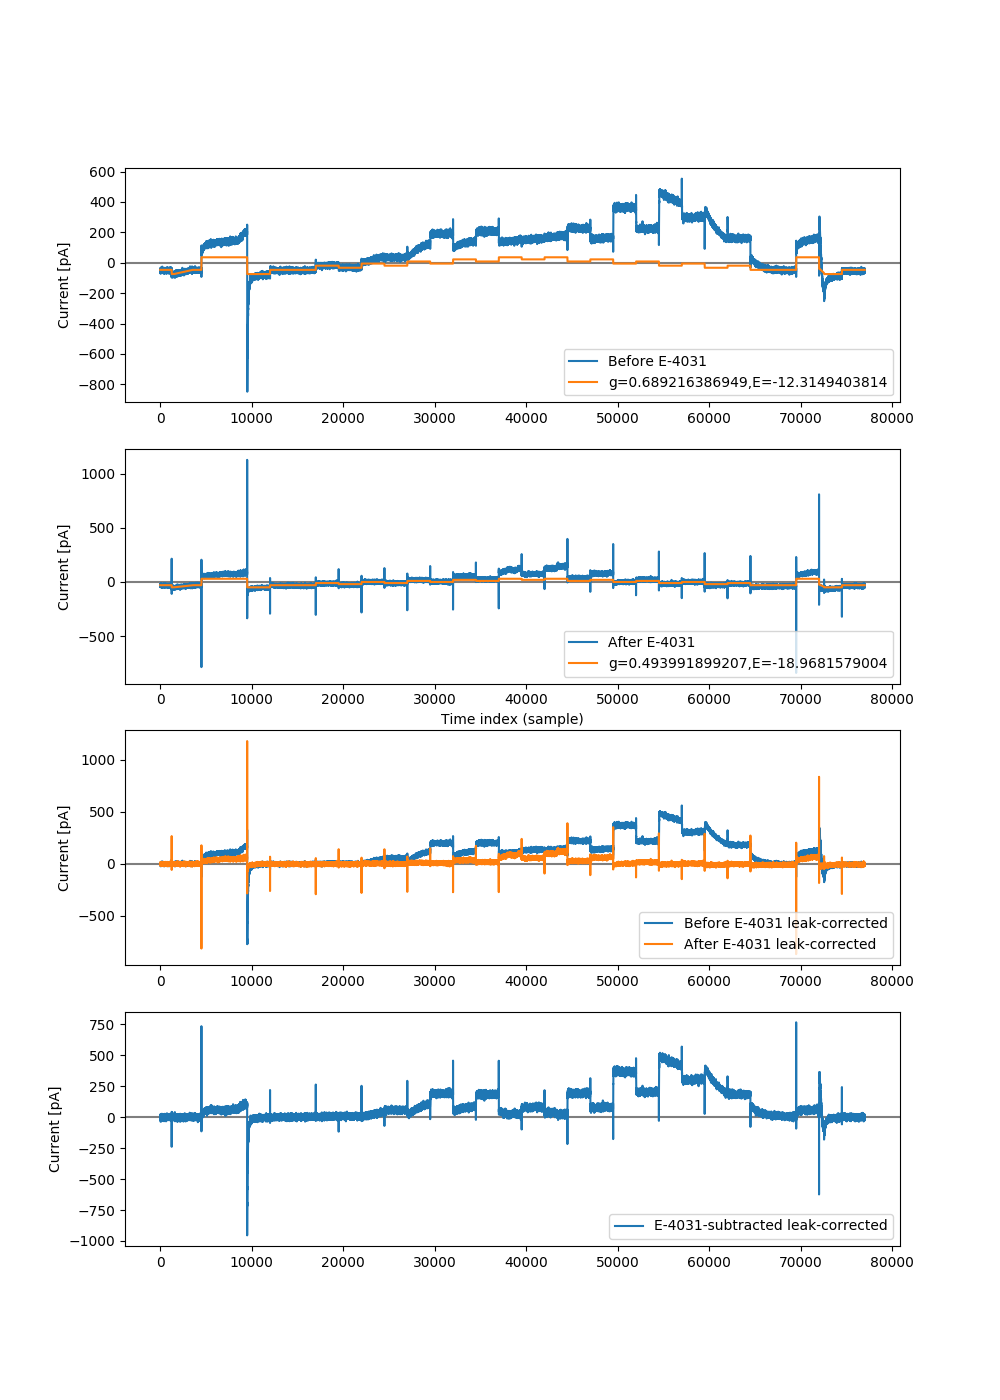 600
400
200
0
−200
−400
−600
−800
Current [pA]
Before E-4031
g=0.689216386949,E=-12.3149403814
0 10000 20000 30000 40000 50000 60000 70000 80000
1000
500
0
−500
Current [pA]
After E-4031
g=0.493991899207,E=-18.9681579004
0 10000 20000 30000 40000 50000 60000 70000 80000
Time index (sample)
1000
500
0
−500
Current [pA]
Before E-4031 leak-corrected
After E-4031 leak-corrected
0 10000 20000 30000 40000 50000 60000 70000 80000
750
500
250
0
−250
−500
−750
−1000
Current [pA]
E-4031-subtracted leak-corrected
0 10000 20000 30000 40000 50000 60000 70000 80000